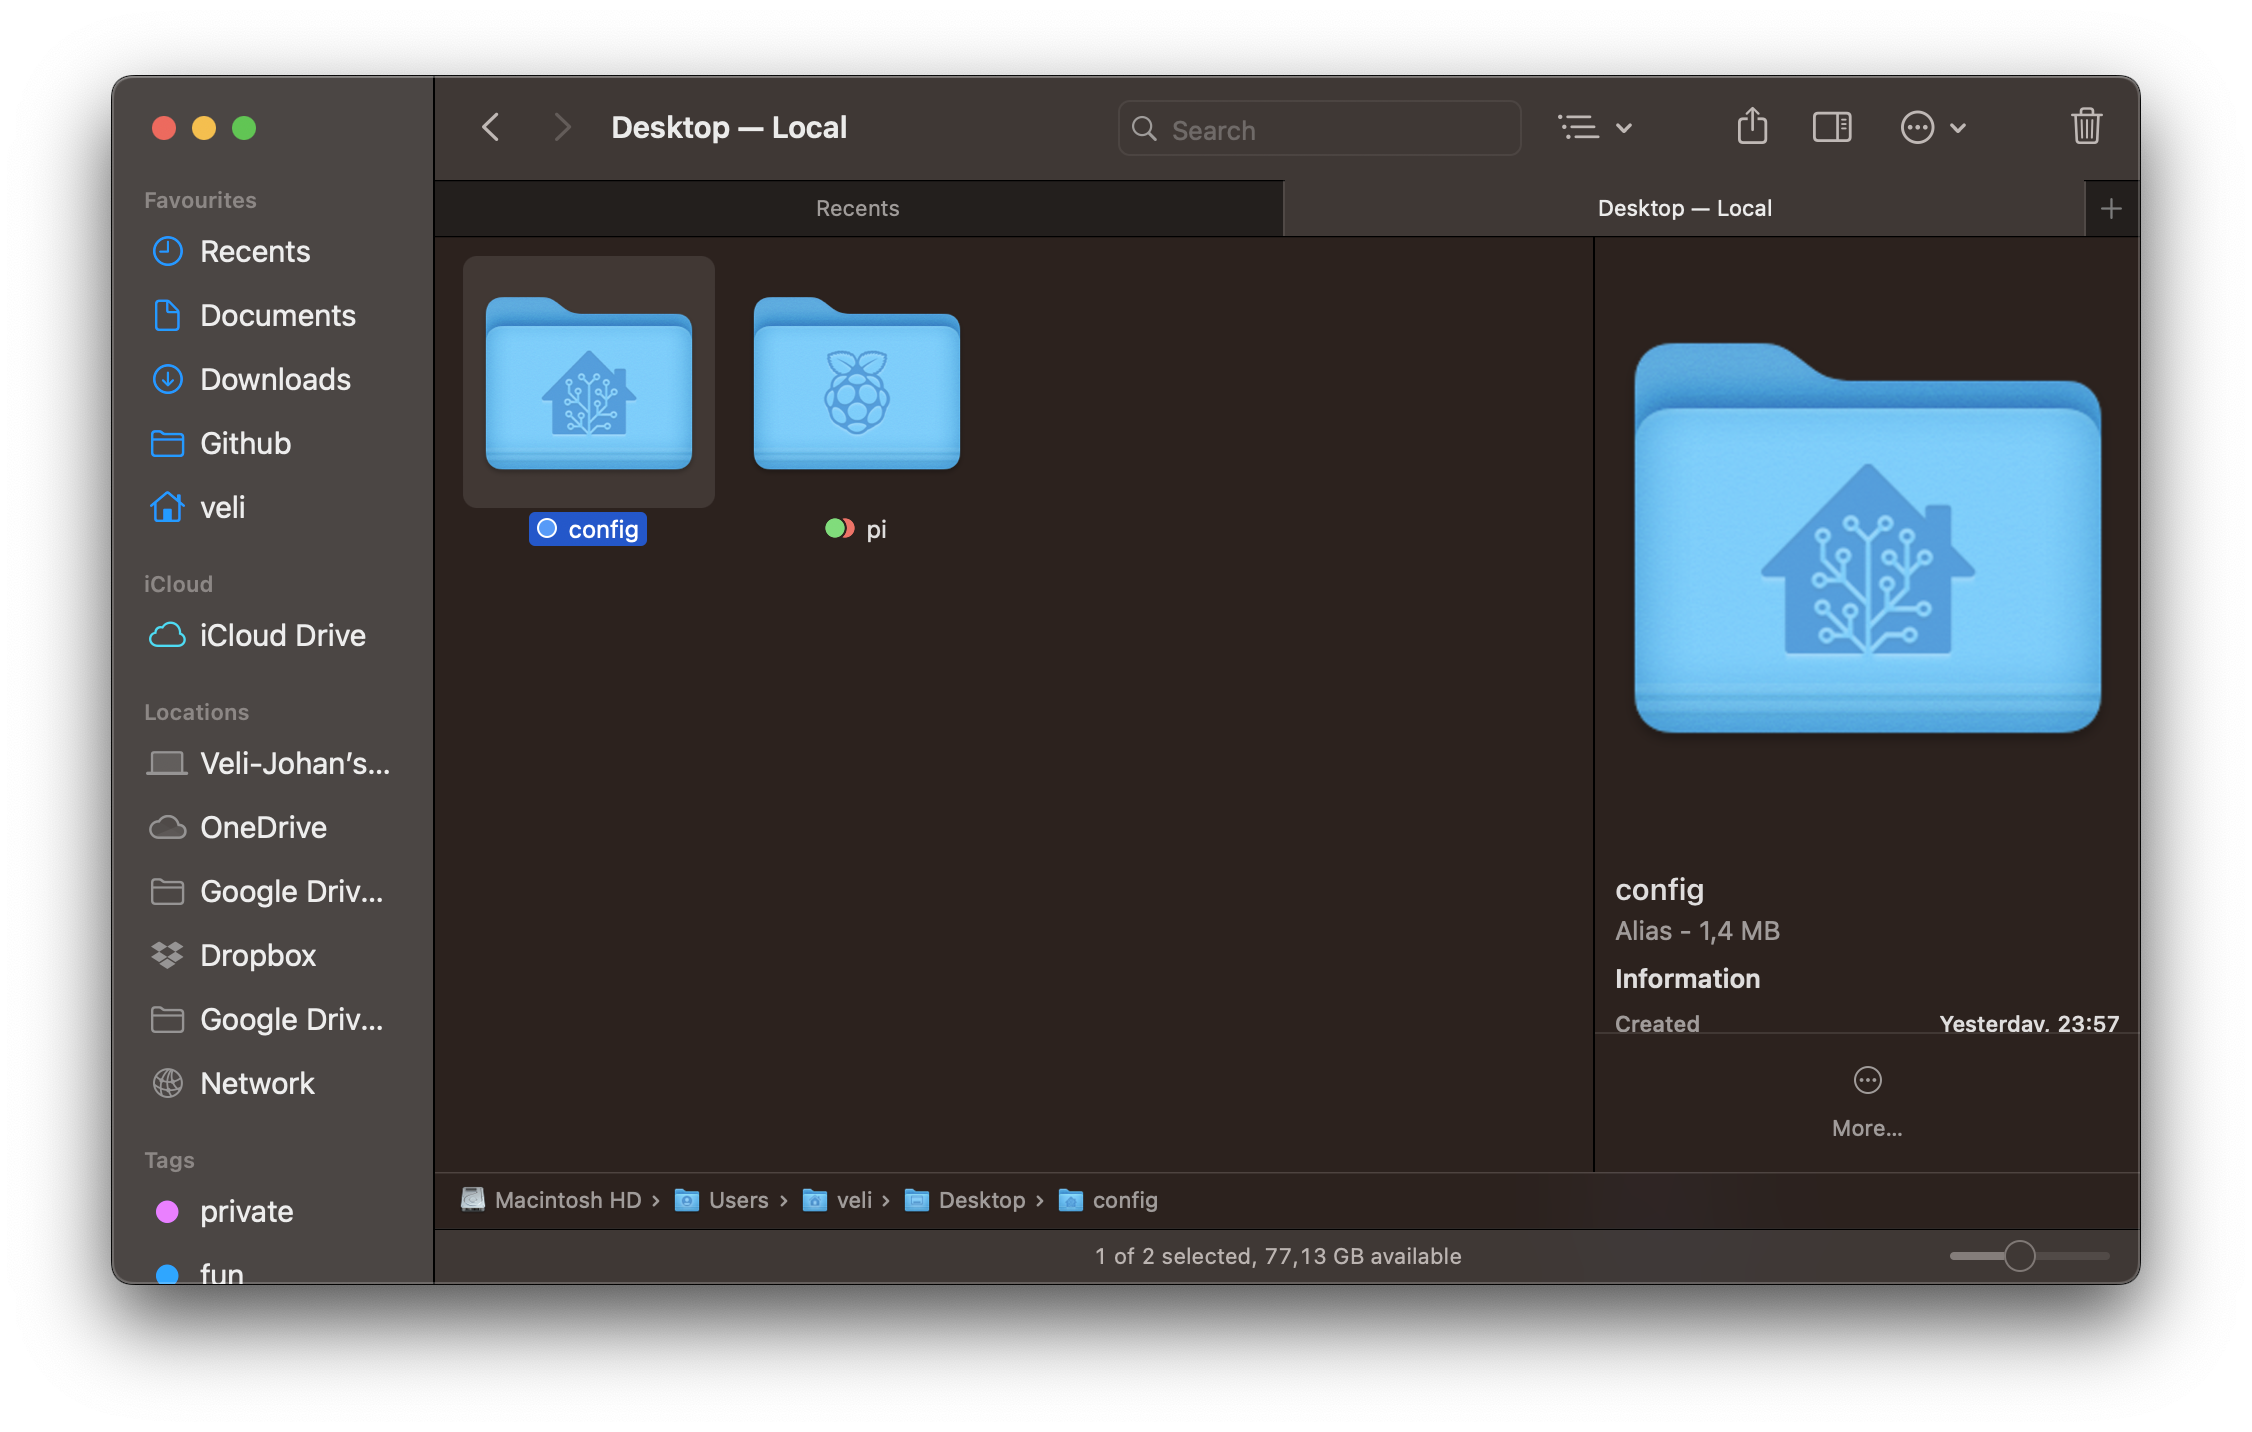 Desktop — Local
Search
Recents
Desktop — Local
Favourites
Recents
Documents
Downloads
Github
veli
iCloud
iCloud Drive
Locations
Veli-Johan’s...
OneDrive
Google Driv...
Dropbox
Google Driv...
Network
Tags
private
fun
config
pi
config
Alias - 1,4 MB
Information
Created Yesterday, 23:57
More...
Macintosh HD › Users › veli › Desktop › config
1 of 2 selected, 77,13 GB available